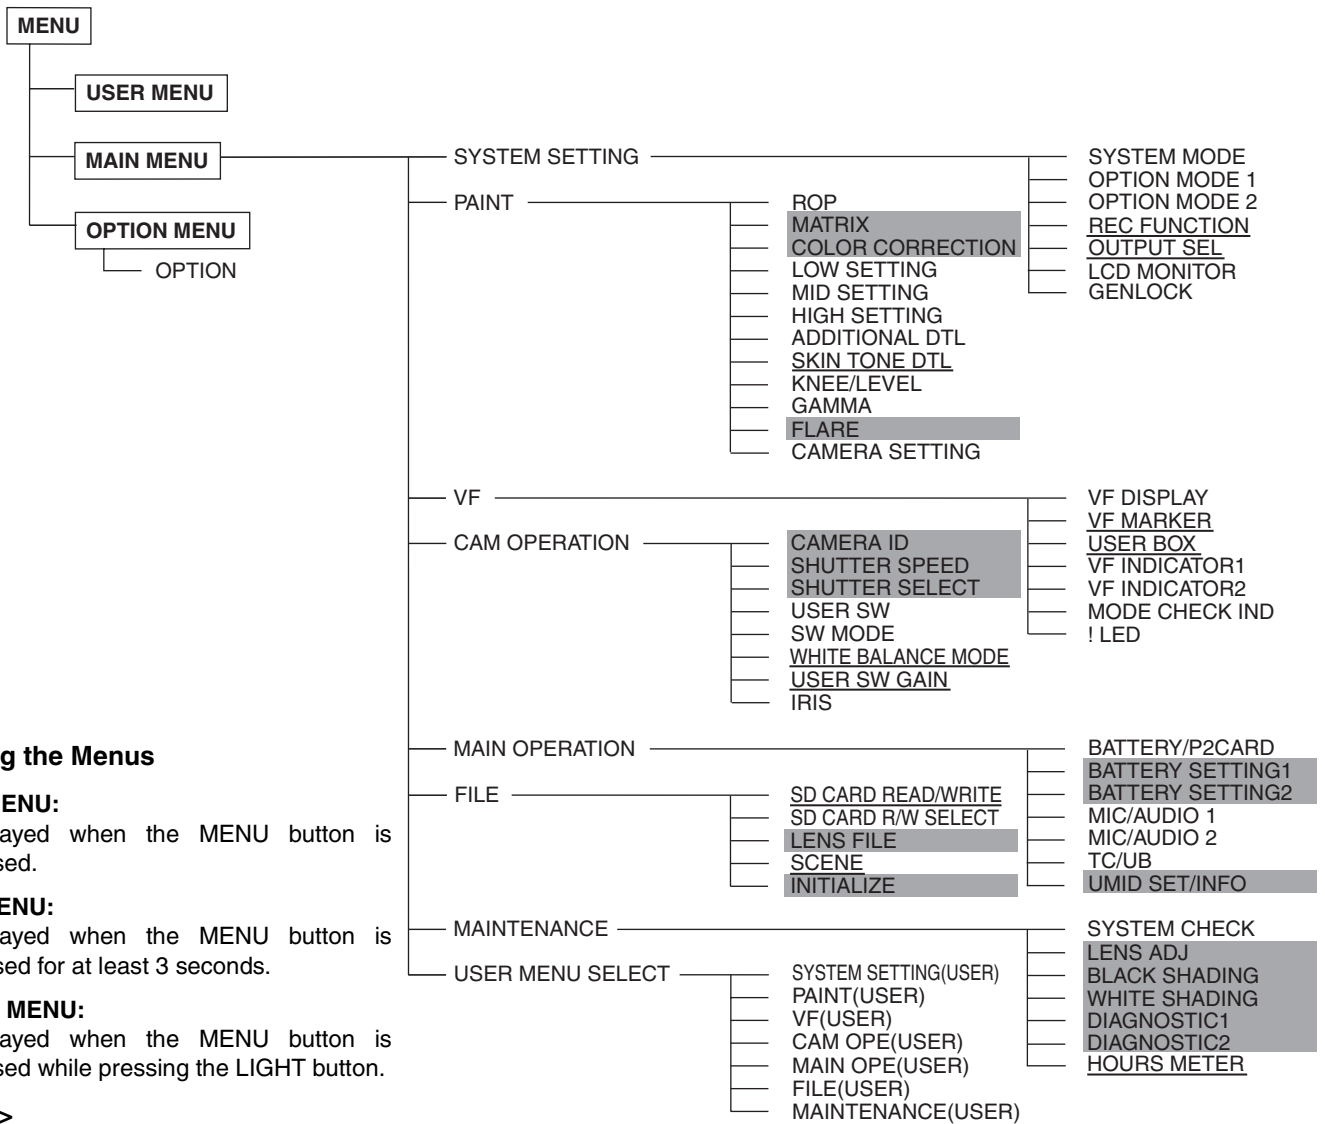 MENU
USER MENU
MAIN MENU
OPTION MENU
OPTION
SYSTEM SETTING
SYSTEM MODE
OPTION MODE 1
OPTION MODE 2
REC FUNCTION
OUTPUT SEL
LCD MONITOR
GENLOCK
PAINT
ROP
MATRIX
COLOR CORRECTION
LOW SETTING
MID SETTING
HIGH SETTING
ADDITIONAL DTL
SKIN TONE DTL
KNEE/LEVEL
GAMMA
FLARE
CAMERA SETTING
VF
VF DISPLAY
VF MARKER
USER BOX
VF INDICATOR1
VF INDICATOR2
MODE CHECK IND
! LED
CAM OPERATION
CAMERA ID
SHUTTER SPEED
SHUTTER SELECT
USER SW
SW MODE
WHITE BALANCE MODE
USER SW GAIN
IRIS
MAIN OPERATION
BATTERY/P2CARD
BATTERY SETTING1
BATTERY SETTING2
MIC/AUDIO 1
MIC/AUDIO 2
TC/UB
UMID SET/INFO
FILE
SD CARD READ/WRITE
SD CARD R/W SELECT
LENS FILE
SCENE
INITIALIZE
MAINTENANCE
SYSTEM CHECK
LENS ADJ
BLACK SHADING
WHITE SHADING
DIAGNOSTIC1
DIAGNOSTIC2
HOURS METER
USER MENU SELECT
SYSTEM SETTING(USER)
PAINT(USER)
VF(USER)
CAM OPE(USER)
MAIN OPE(USER)
FILE(USER)
MAINTENANCE(USER)
g the Menus
ENU:
ayed when the MENU button is
sed.
ENU:
ayed when the MENU button is
sed for at least 3 seconds.
MENU:
ayed when the MENU button is
sed while pressing the LIGHT button.
>